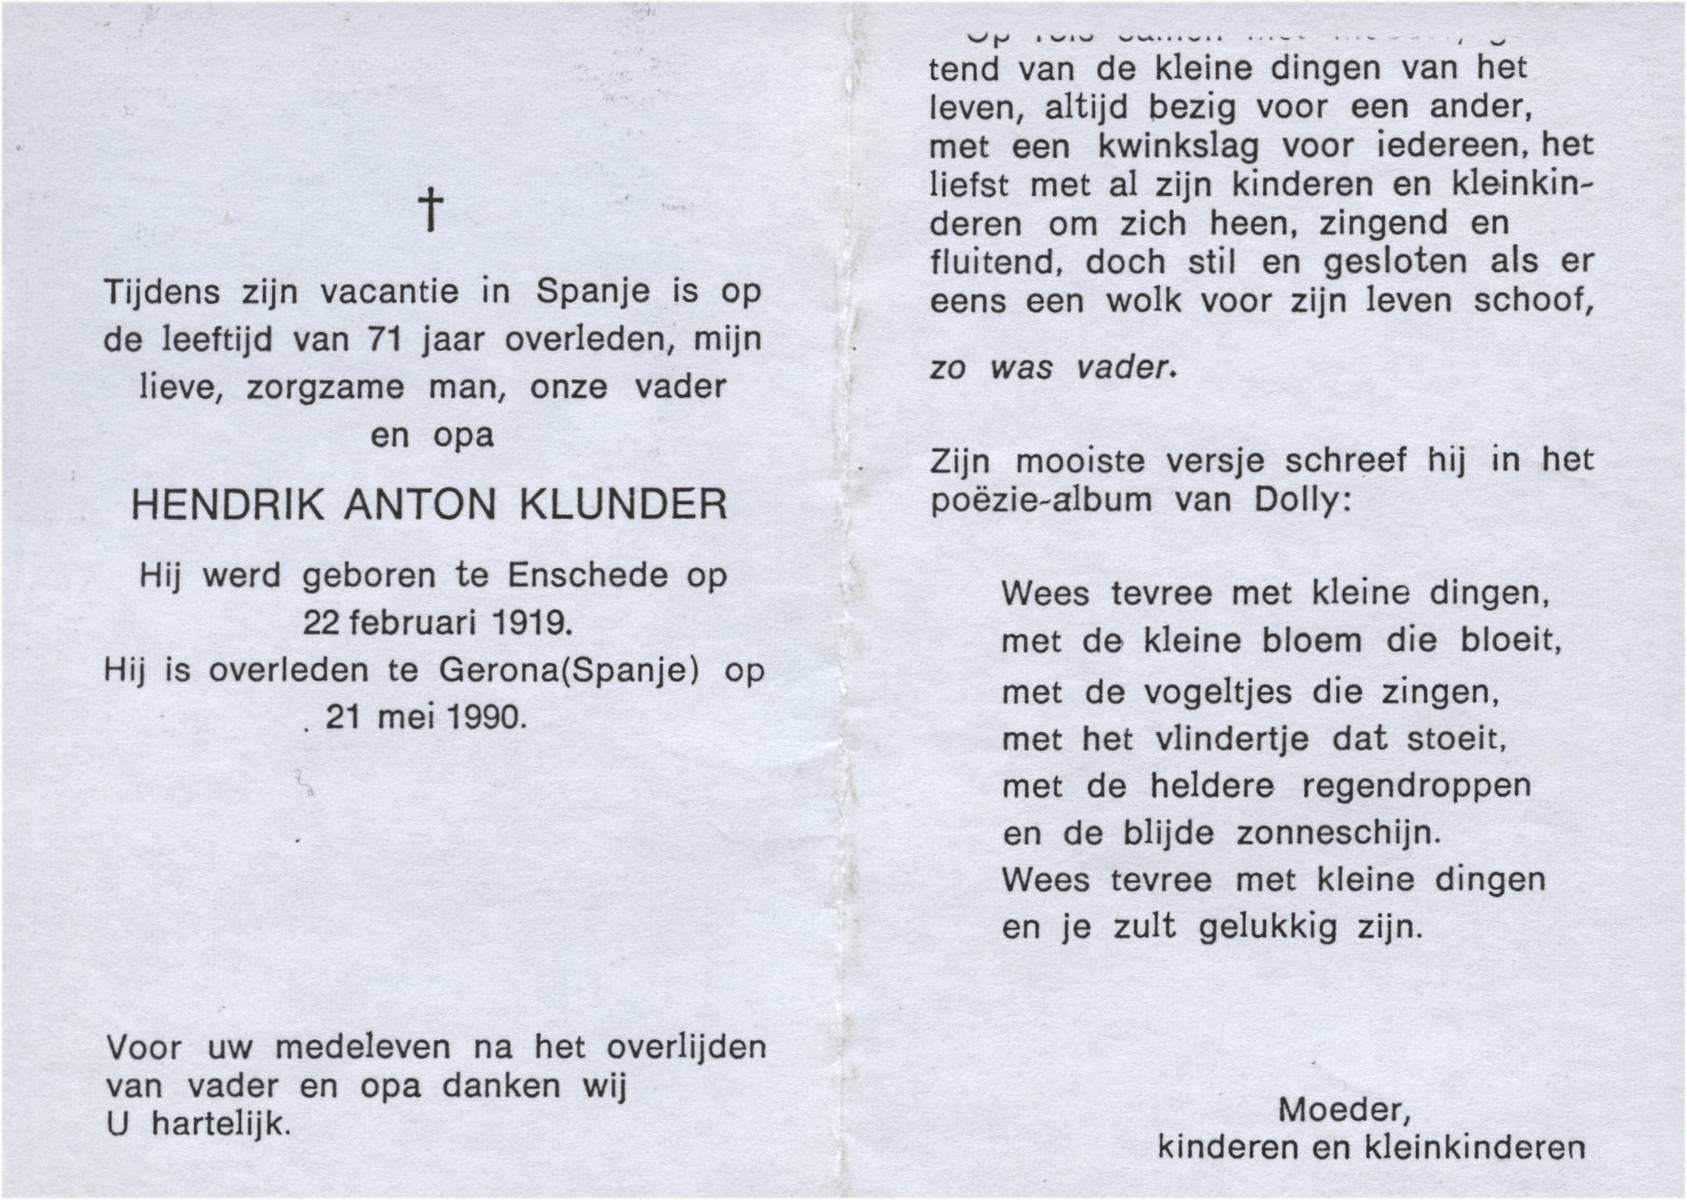 †
Tijdens zijn vacantie in Spanje is op
de leeftijd van 71 jaar overleden, mijn
lieve, zorgzame man, onze vader
en opa
HENDRIK ANTON KLUNDER
Hij werd geboren te Enschede op
22 februari 1919.
Hij is overleden te Gerona(Spanje) op
21 mei 1990.
Voor uw medeleven na het overlijden
van vader en opa danken wij
U hartelijk.
tend van de kleine dingen van het
leven, altijd bezig voor een ander,
met een kwinkslag voor iedereen, het
liefst met al zijn kinderen en kleinkin-
deren om zich heen, zingend en
fluitend, doch stil en gesloten als er
eens een wolk voor zijn leven schoof,
zo was vader.
Zijn mooiste versje schreef hij in het
poëzie-album van Dolly:
Wees tevree met kleine dingen,
met de kleine bloem die bloeit,
met de vogeltjes die zingen,
met het vlindertje dat stoeit,
met de heldere regendroppen
en de blijde zonneschijn.
Wees tevree met kleine dingen
en je zult gelukkig zijn.
Moeder,
kinderen en kleinkinderen